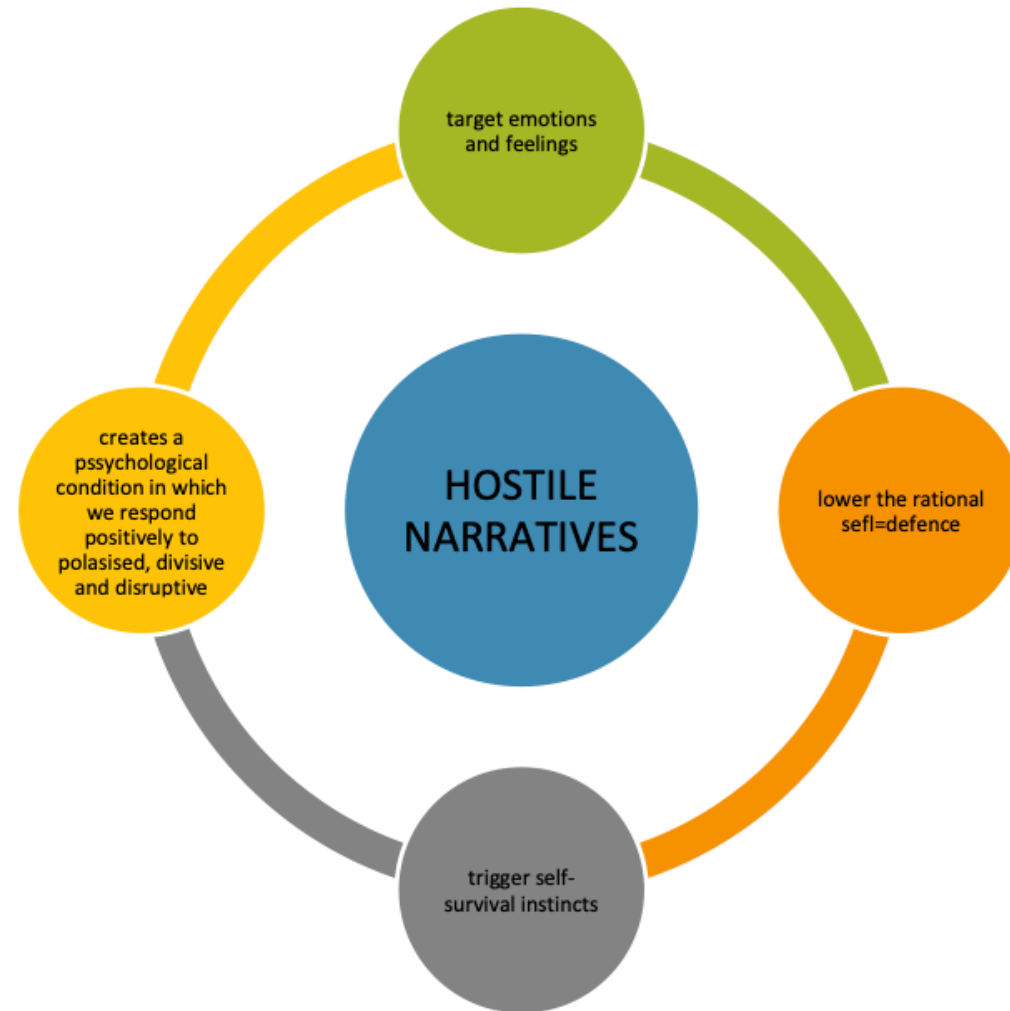 target emotions
and feelings
lower the rational
sefl=defence
HOSTILE
NARRATIVES
creates a
pssychological
condition in which
we respond
positively to
polasised, divisive
and disruptive
trigger self-
survival instincts